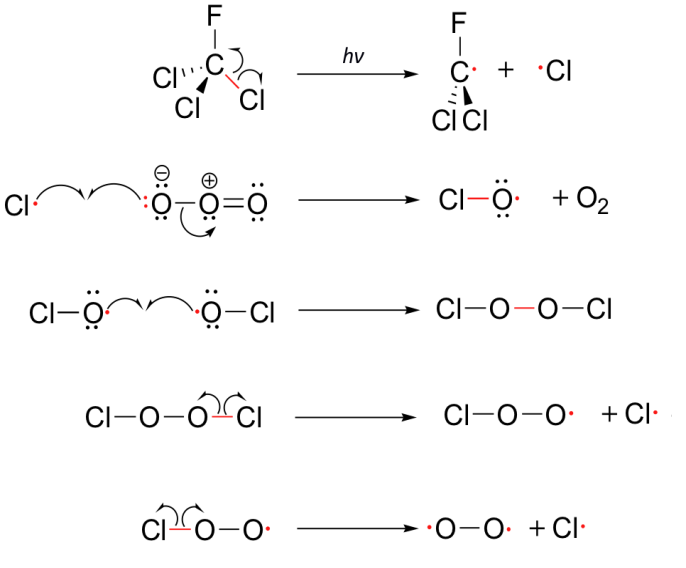 F
hv
F
Cl C Cl
Cl
C· + ·Cl
Cl Cl
Cl· :O⊖–O⊕=O Cl–O· + O2
Cl–O· ·O–Cl Cl–O–O–Cl
Cl–O–O–Cl Cl–O–O· + Cl·
Cl–O–O· ·O–O· + Cl·